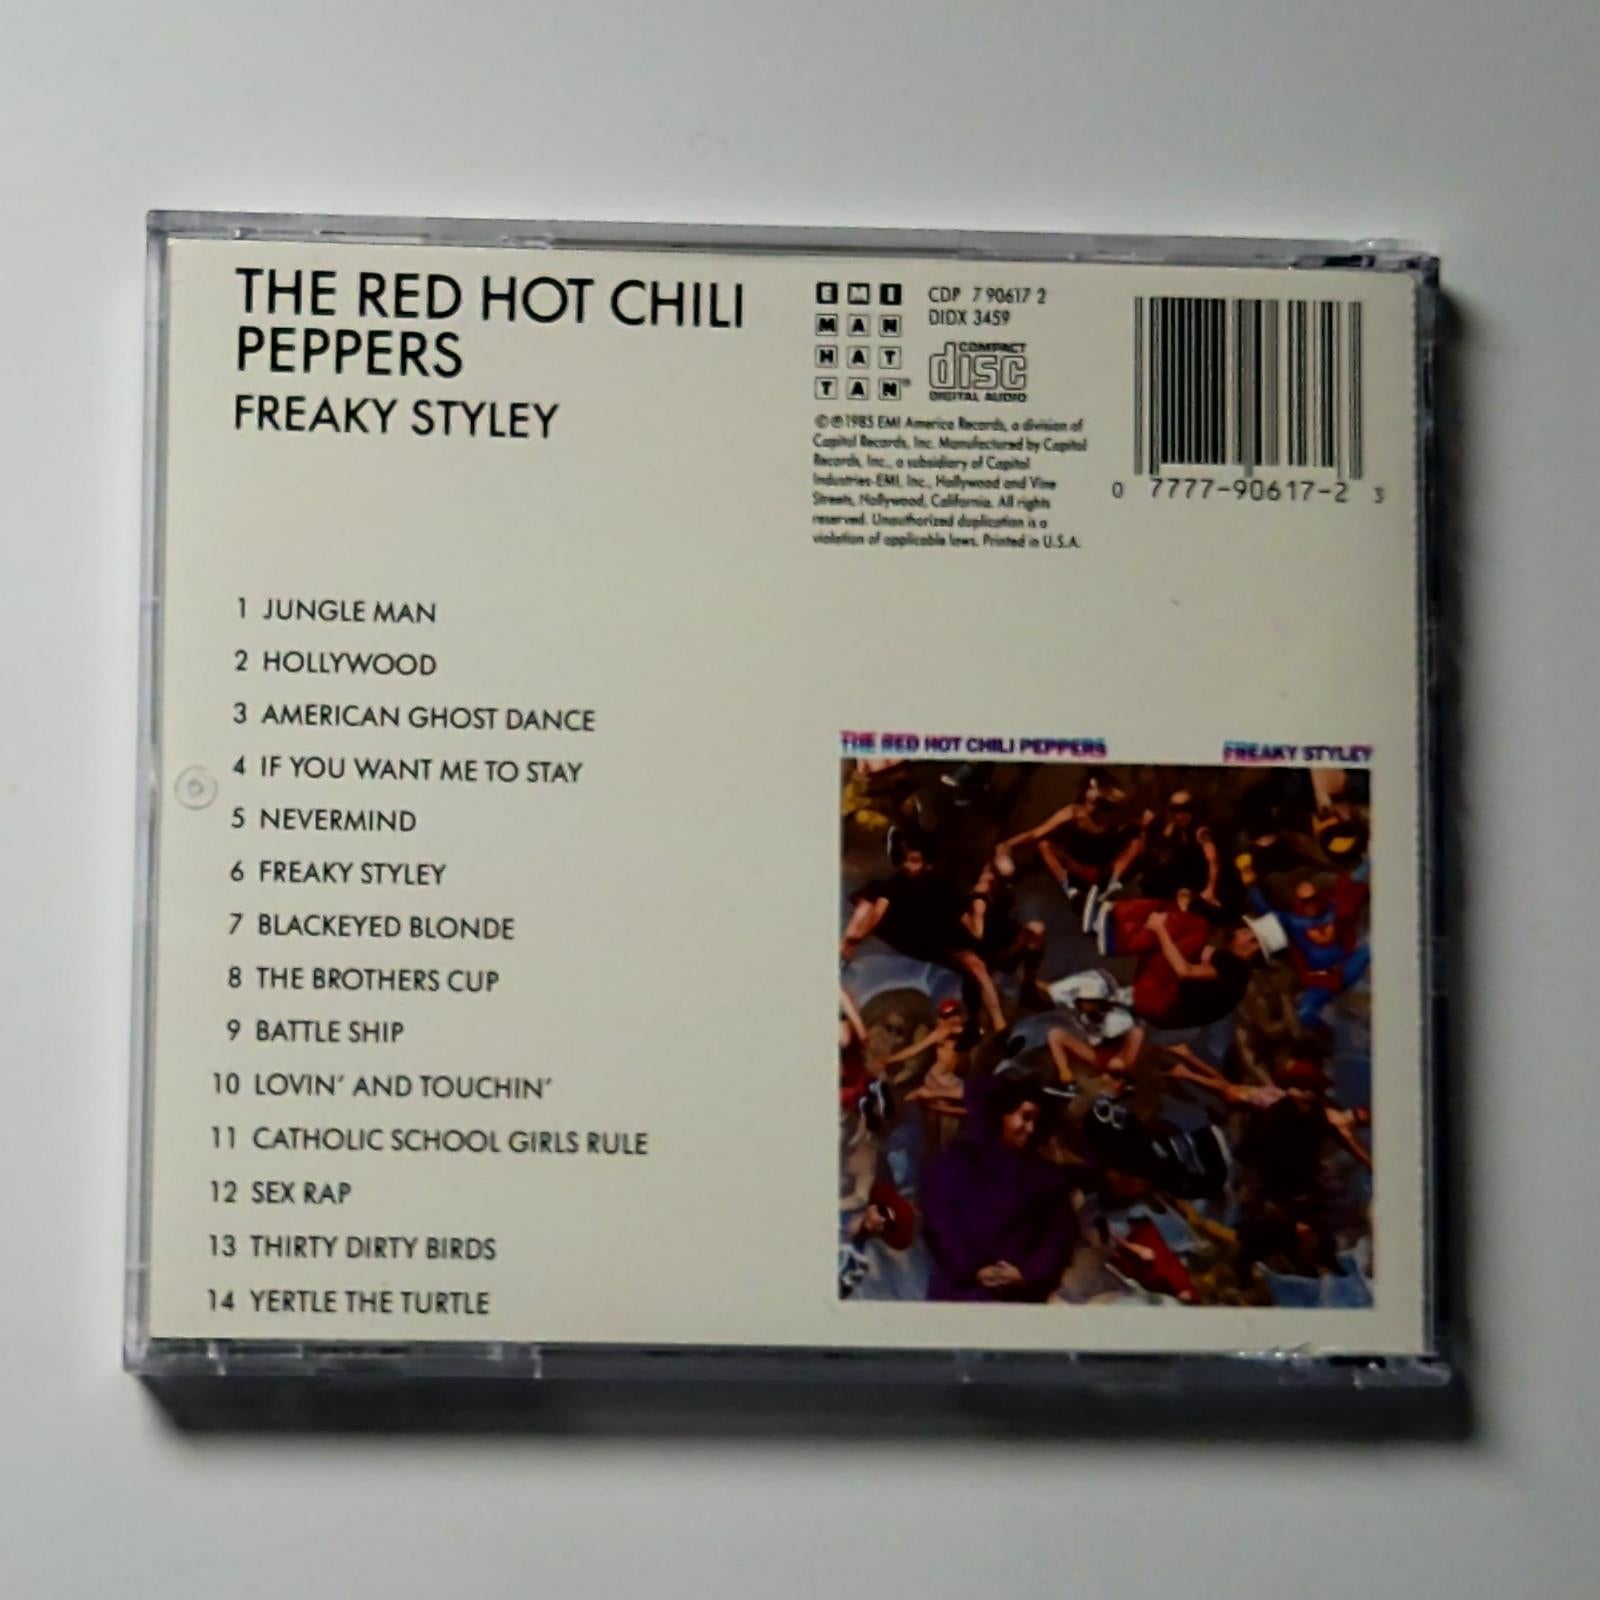 THE RED HOT CHILI
PEPPERS
FREAKY STYLEY
EMI
MAN
HAT
TAN®
CDP 7 90617 2
DIDX 3459
COMPACT
disc
DIGITAL AUDIO
©℗1985 EMI America Records, a division of
Capitol Records, Inc. Manufactured by Capitol
Records, Inc., a subsidiary of Capitol
Industries-EMI, Inc., Hollywood and Vine
Streets, Hollywood, California. All rights
reserved. Unauthorized duplication is a
violation of applicable laws. Printed in U.S.A.
0 7777-90617-2 3
1 JUNGLE MAN
2 HOLLYWOOD
3 AMERICAN GHOST DANCE
4 IF YOU WANT ME TO STAY
5 NEVERMIND
6 FREAKY STYLEY
7 BLACKEYED BLONDE
8 THE BROTHERS CUP
9 BATTLE SHIP
10 LOVIN' AND TOUCHIN'
11 CATHOLIC SCHOOL GIRLS RULE
12 SEX RAP
13 THIRTY DIRTY BIRDS
14 YERTLE THE TURTLE
THE RED HOT CHILI PEPPERS FREAKY STYLEY